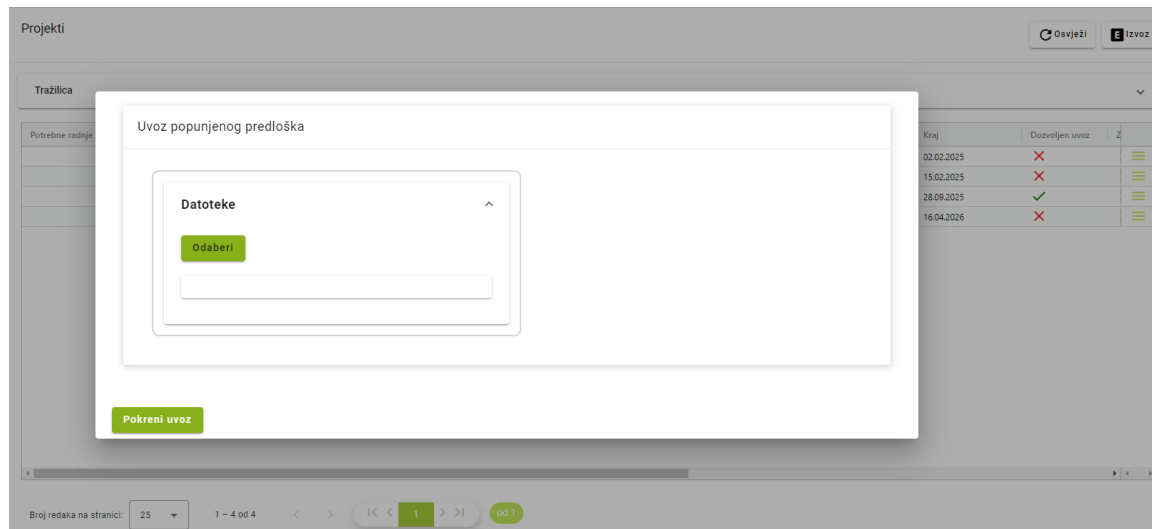 Projekti
Osvježi
E Izvoz
Tražilica
Uvoz popunjenog predloška
Potrebne radnje
Kraj
Dozvoljen uvoz
Z
02.02.2025
15.02.2025
Datoteke
28.09.2025
16.04.2026
Odaberi
Pokreni uvoz
Broj redaka na stranici: 25
1 – 4 od 4
|< < 1 > >|
od 1